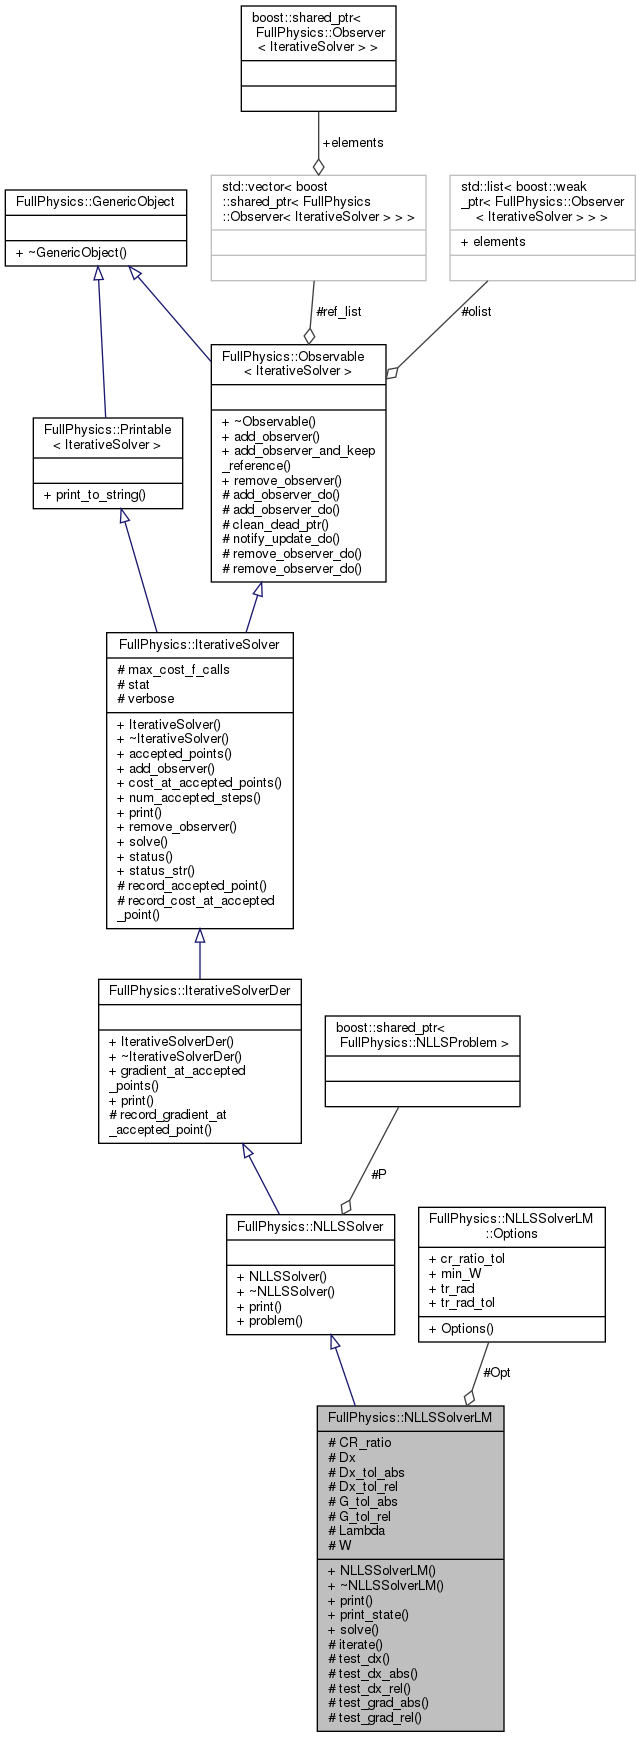 boost::shared_ptr<
FullPhysics::Observer
< IterativeSolver > >
+elements
FullPhysics::GenericObject
+ ~GenericObject()
std::vector< boost
::shared_ptr< FullPhysics
::Observer< IterativeSolver > > >
std::list< boost::weak
_ptr< FullPhysics::Observer
< IterativeSolver > > >
+ elements
#ref_list
#olist
FullPhysics::Observable
< IterativeSolver >
+ ~Observable()
+ add_observer()
+ add_observer_and_keep
_reference()
+ remove_observer()
# add_observer_do()
# add_observer_do()
# clean_dead_ptr()
# notify_update_do()
# remove_observer_do()
# remove_observer_do()
FullPhysics::Printable
< IterativeSolver >
+ print_to_string()
FullPhysics::IterativeSolver
# max_cost_f_calls
# stat
# verbose
+ IterativeSolver()
+ ~IterativeSolver()
+ accepted_points()
+ add_observer()
+ cost_at_accepted_points()
+ num_accepted_steps()
+ print()
+ remove_observer()
+ solve()
+ status()
+ status_str()
# record_accepted_point()
# record_cost_at_accepted
_point()
FullPhysics::IterativeSolverDer
+ IterativeSolverDer()
+ ~IterativeSolverDer()
+ gradient_at_accepted
_points()
+ print()
# record_gradient_at
_accepted_point()
boost::shared_ptr<
FullPhysics::NLLSProblem >
#P
FullPhysics::NLLSSolver
+ NLLSSolver()
+ ~NLLSSolver()
+ print()
+ problem()
FullPhysics::NLLSSolverLM
::Options
+ cr_ratio_tol
+ min_W
+ tr_rad
+ tr_rad_tol
+ Options()
#Opt
FullPhysics::NLLSSolverLM
# CR_ratio
# Dx
# Dx_tol_abs
# Dx_tol_rel
# G_tol_abs
# G_tol_rel
# Lambda
# W
+ NLLSSolverLM()
+ ~NLLSSolverLM()
+ print()
+ print_state()
+ solve()
# iterate()
# test_dx()
# test_dx_abs()
# test_dx_rel()
# test_grad_abs()
# test_grad_rel()